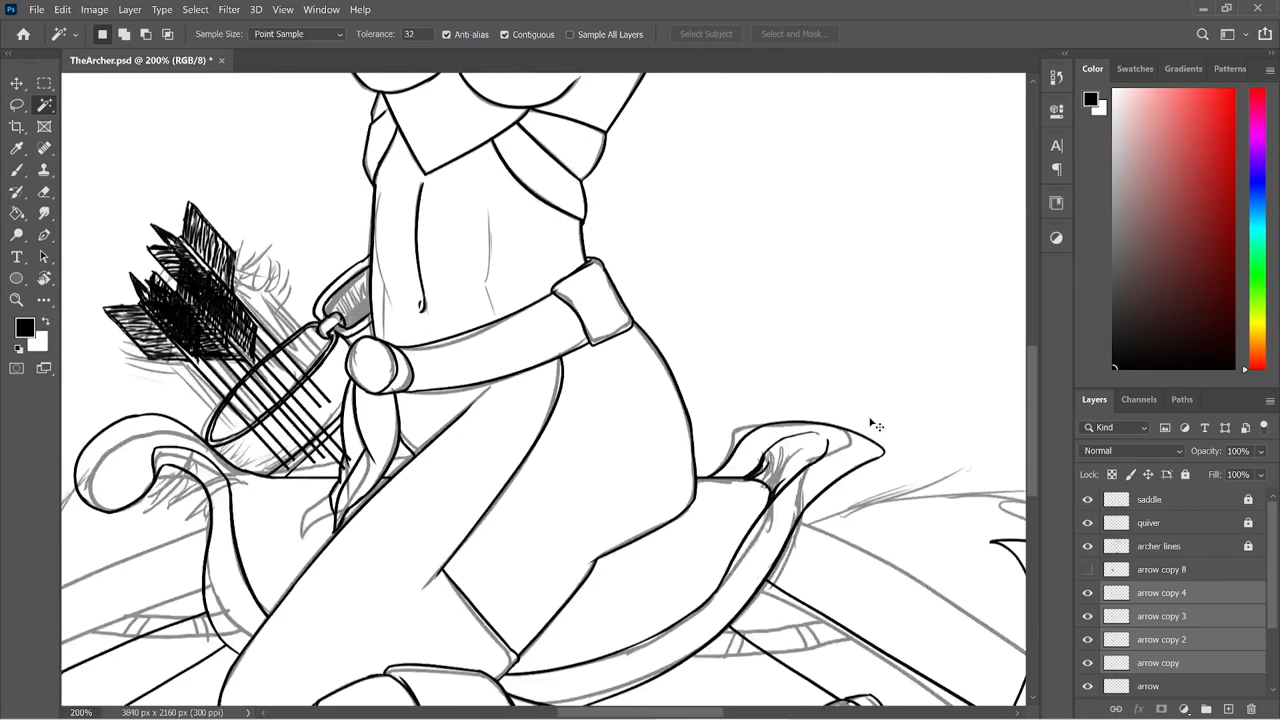 Ps File Edit Image Layer Type Select Filter 3D View Window Help
Sample Size: Point Sample Tolerance: 32 Anti-alias Contiguous Sample All Layers Select Subject Select and Mask...
TheArcher.psd @ 200% (RGB/8) * ×
Color Swatches Gradients Patterns
Layers Channels Paths
Kind
Normal Opacity: 100%
Lock: Fill: 100%
saddle
quiver
archer lines
arrow copy 8
arrow copy 4
arrow copy 3
arrow copy 2
arrow copy
arrow
200% 3840 px x 2160 px (300 ppi)